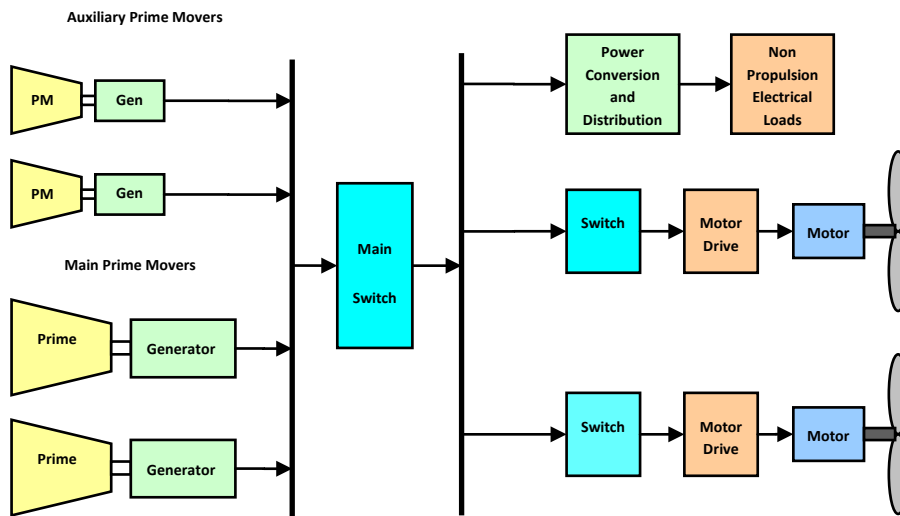 Auxiliary Prime Movers
PM
Gen
PM
Gen
Main Prime Movers
Prime
Generator
Prime
Generator
Main
Switch
Power
Conversion
and
Distribution
Non
Propulsion
Electrical
Loads
Switch
Motor
Drive
Motor
Switch
Motor
Drive
Motor